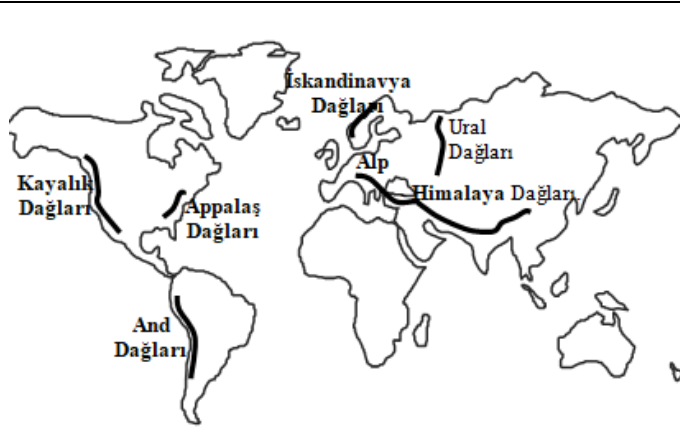 İskandinavya
Dağları
Ural
Dağları
Alp
Kayalık
Dağları
Himalaya Dağları
Appalaş
Dağları
And
Dağları